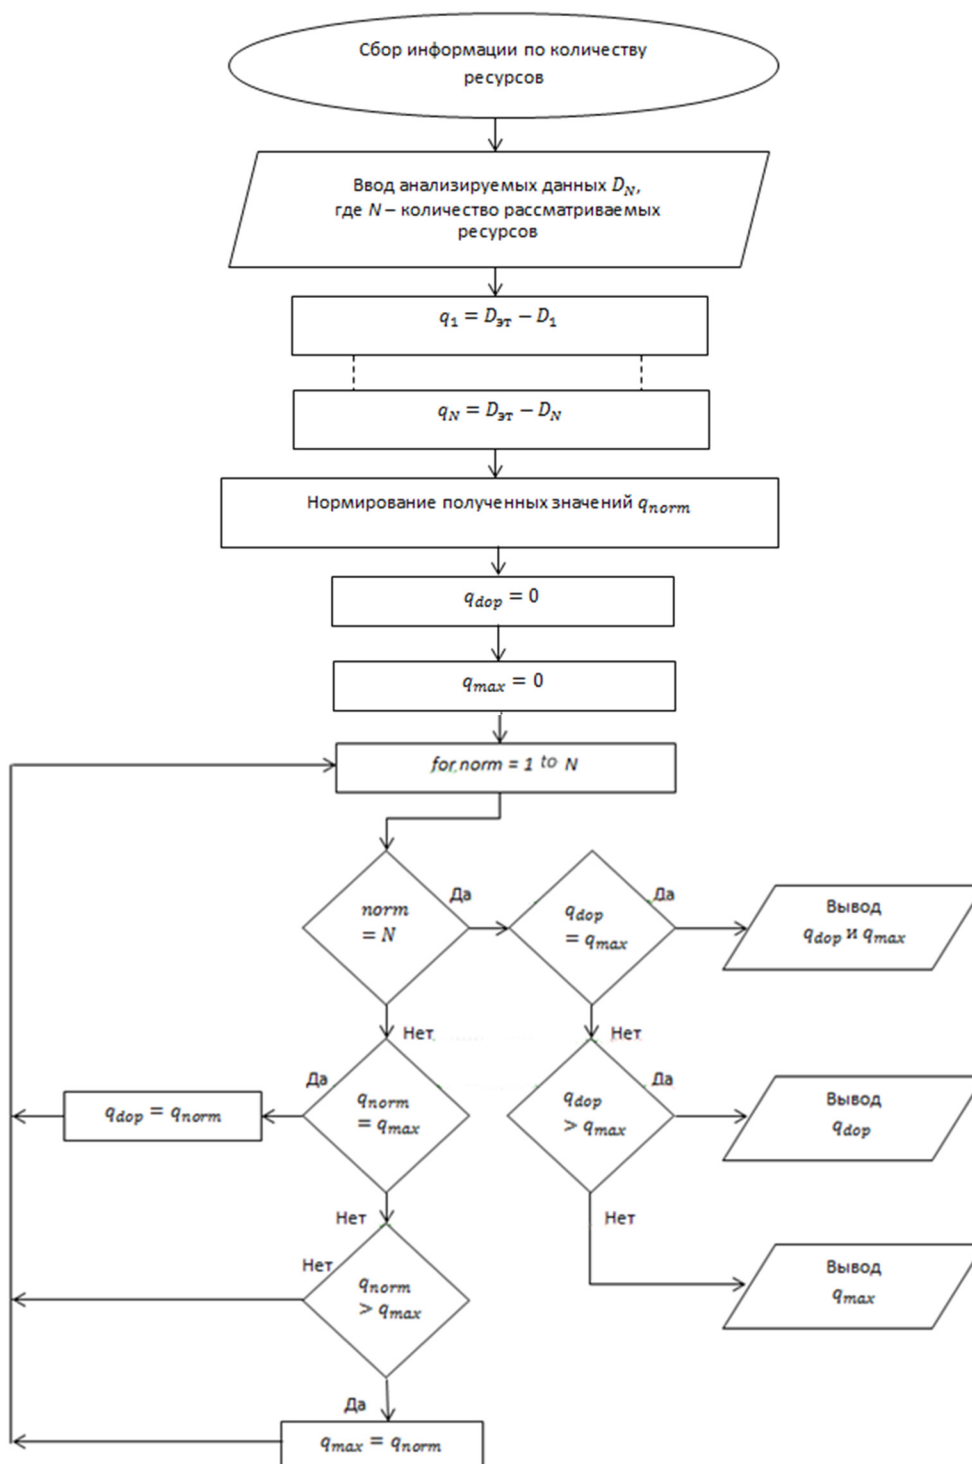 Сбор информации по количеству
ресурсов
Ввод анализируемых данных D_N,
где N – количество рассматриваемых
ресурсов
q_1 = D_эт − D_1
q_N = D_эт − D_N
Нормирование полученных значений q_norm
q_dop = 0
q_max = 0
for norm = 1 to N
norm
= N
Да
q_dop
= q_max
Да
Вывод
q_dop и q_max
Нет
Нет
q_dop = q_norm
Да
q_norm
= q_max
q_dop
> q_max
Да
Вывод
q_dop
Нет
Нет
Нет
q_norm
> q_max
Вывод
q_max
Да
q_max = q_norm